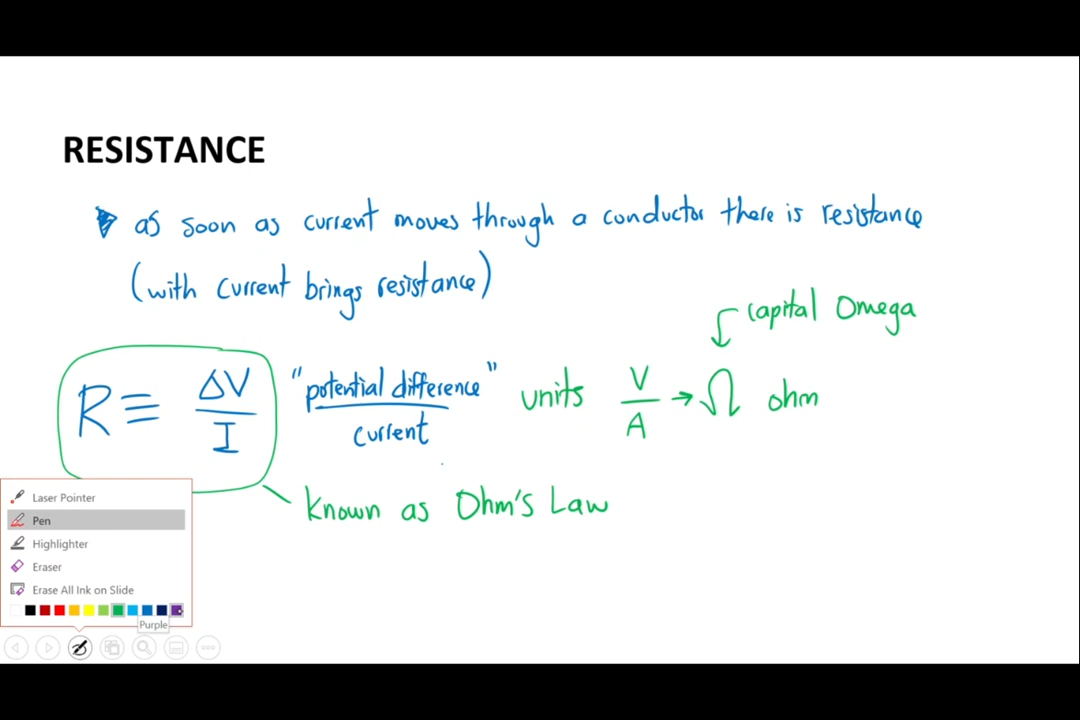 RESISTANCE
as soon as current moves through a conductor there is resistance
(with current brings resistance)
capital Omega
R ≡ ΔV / I "potential difference / current" units V / A → Ω ohm
known as Ohm's Law
Laser Pointer
Pen
Highlighter
Eraser
Erase All Ink on Slide
Purple